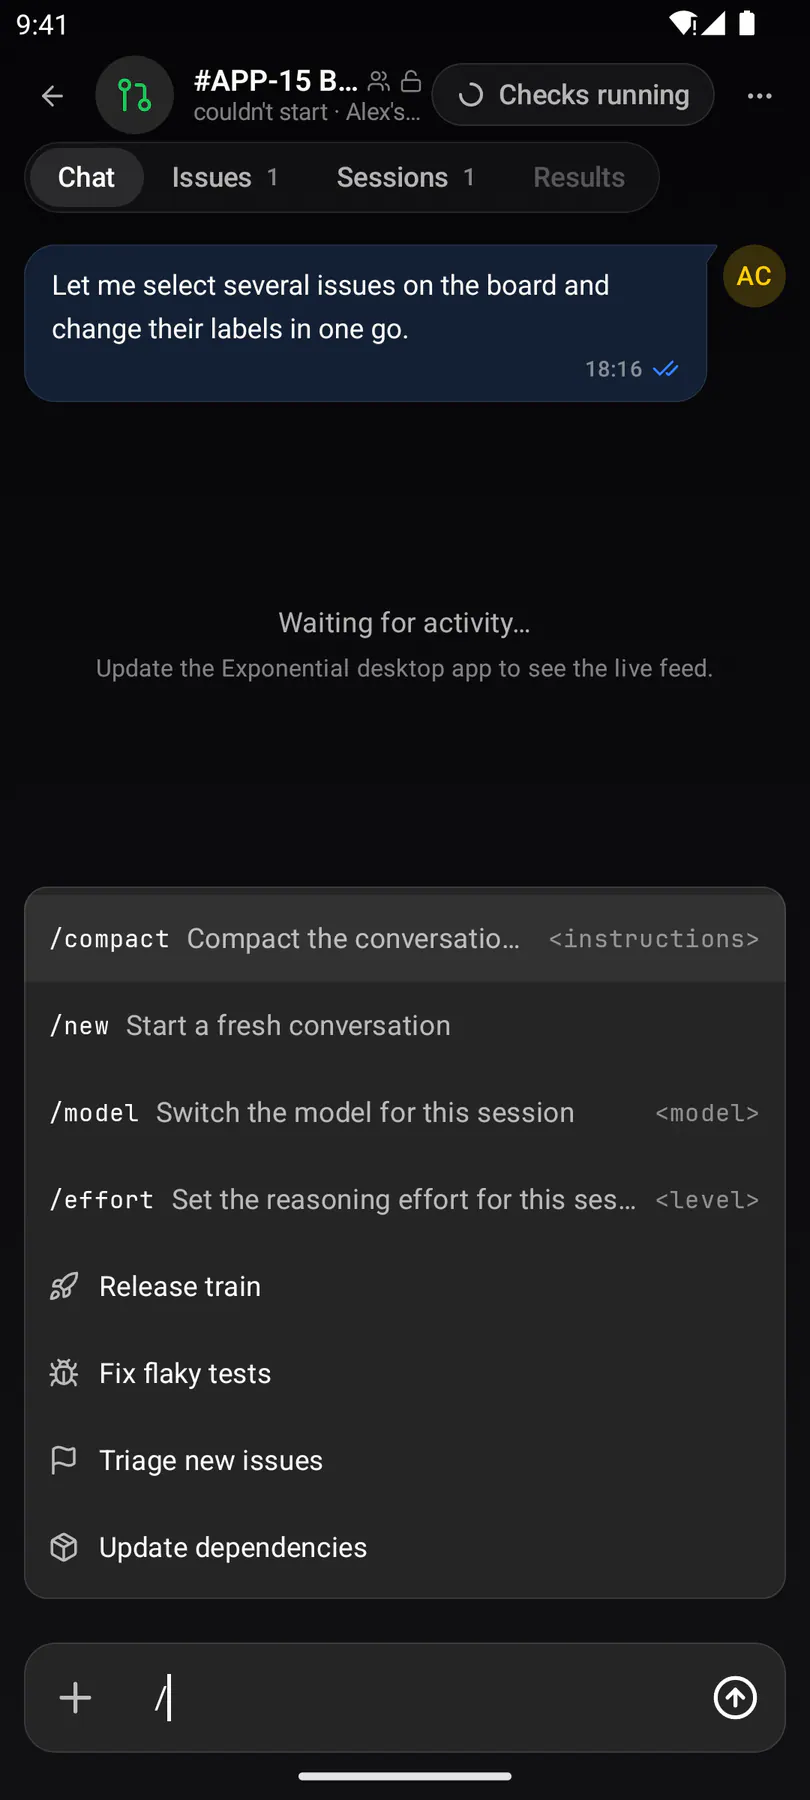 9:41
#APP-15 B...
couldn't start · Alex's...
Checks running
Chat
Issues 1
Sessions 1
Results
Let me select several issues on the board and
change their labels in one go.
18:16
AC
Waiting for activity...
Update the Exponential desktop app to see the live feed.
/compact Compact the conversatio... <instructions>
/new Start a fresh conversation
/model Switch the model for this session <model>
/effort Set the reasoning effort for this ses... <level>
Release train
Fix flaky tests
Triage new issues
Update dependencies
/